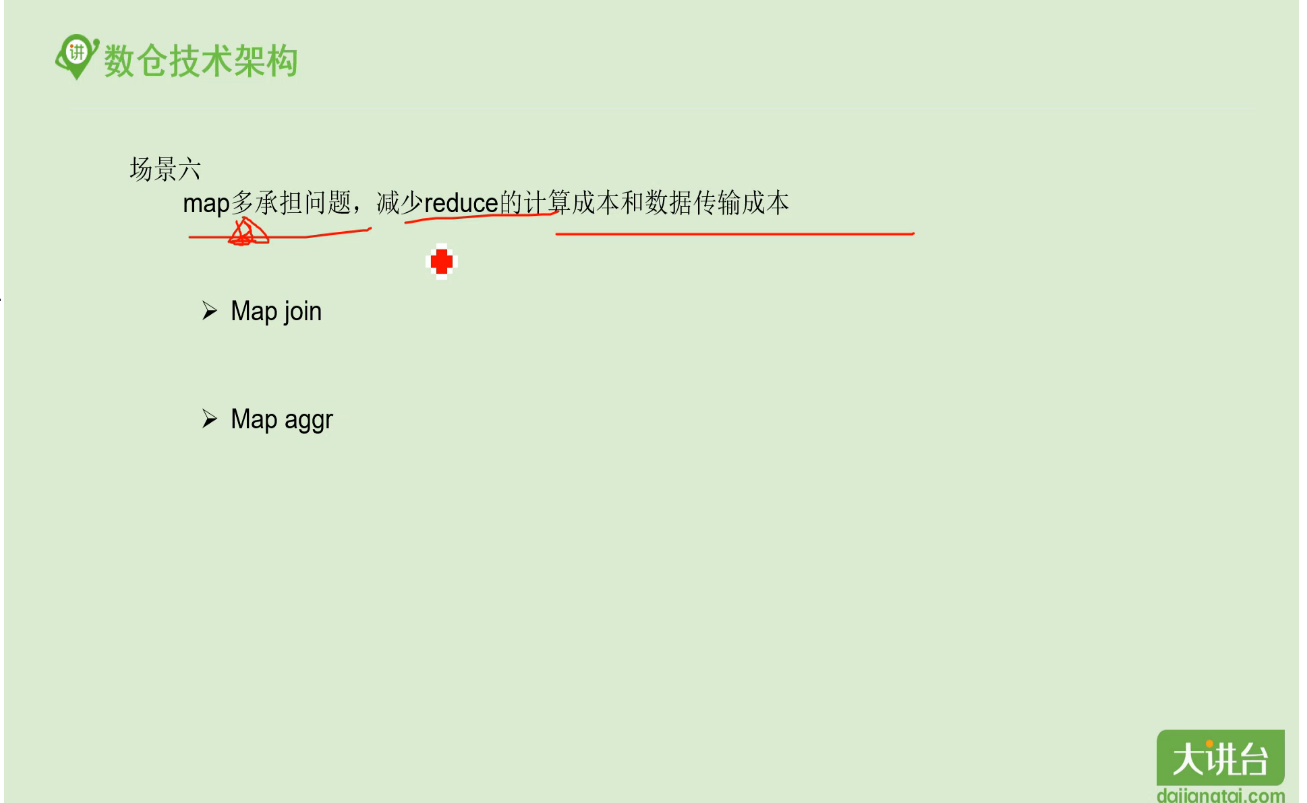 讲
数仓技术架构
场景六
map多承担问题，减少reduce的计算成本和数据传输成本
Map join
Map aggr
大讲台
dajiangtai.com